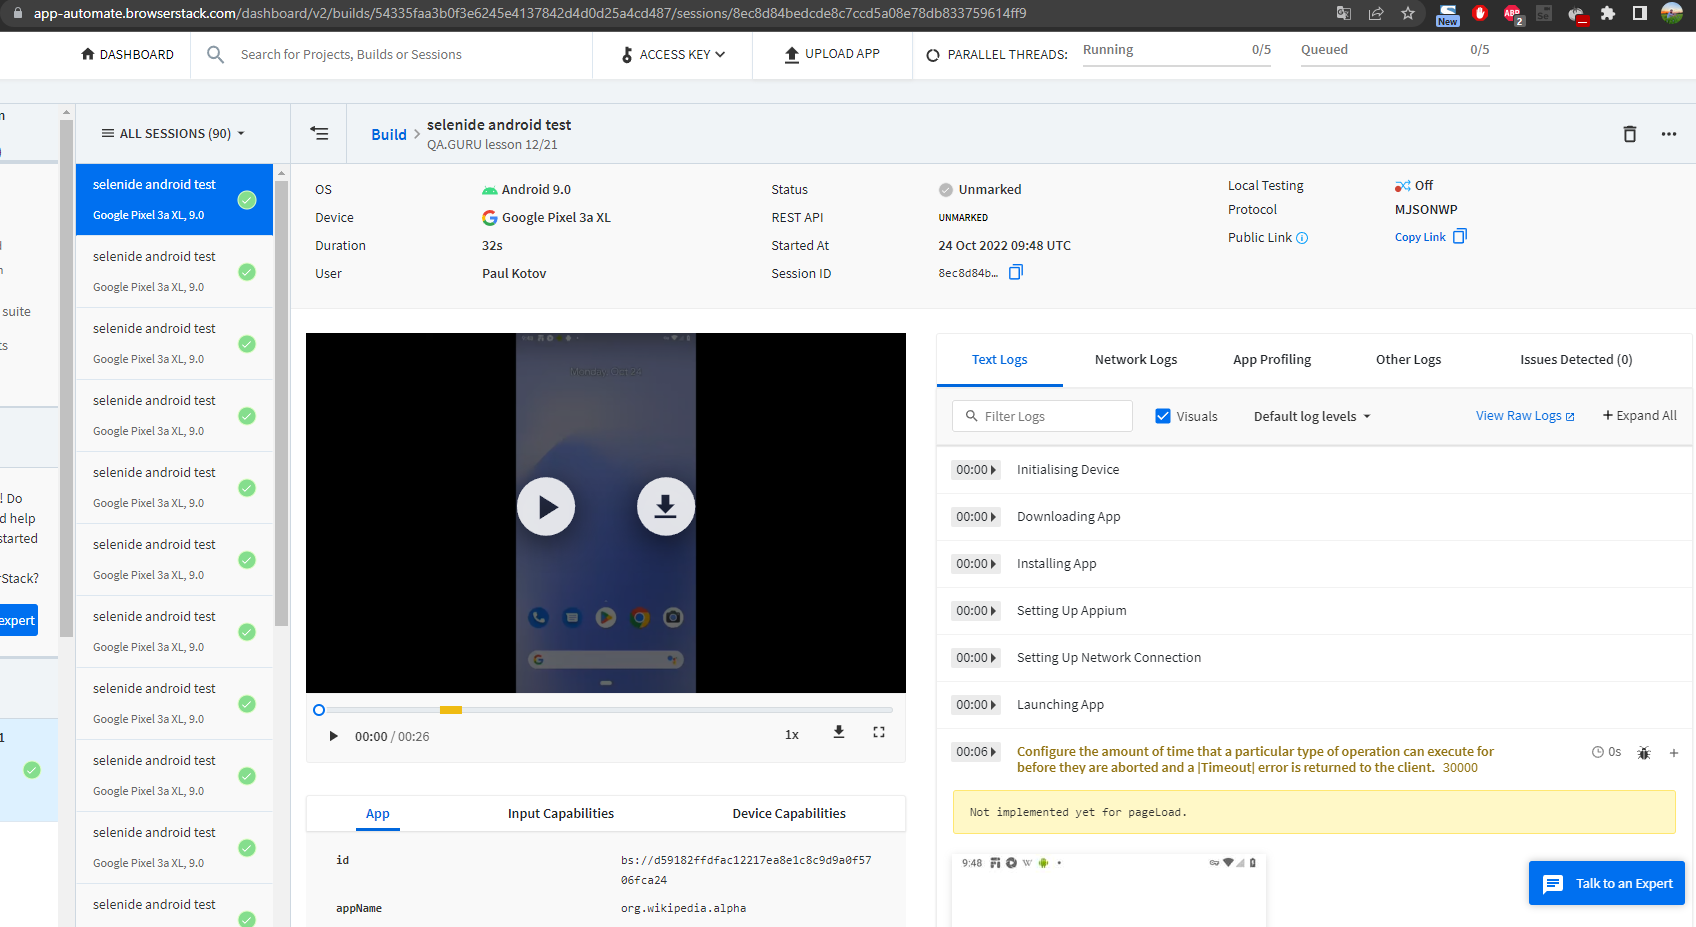 app-automate.browserstack.com/dashboard/v2/builds/54335faa3b0f3e6245e4137842d4d0d25a4cd487/sessions/8ec8d84bedcde8c7ccd5a08e78db833759614ff9
New
ABP
2
DASHBOARD
Search for Projects, Builds or Sessions
ACCESS KEY
UPLOAD APP
PARALLEL THREADS:
Running 0/5
Queued 0/5
n
)
suite
ts
! Do
d help
started
rStack?
expert
1
ALL SESSIONS (90)
selenide android test
Google Pixel 3a XL, 9.0
selenide android test
Google Pixel 3a XL, 9.0
selenide android test
Google Pixel 3a XL, 9.0
selenide android test
Google Pixel 3a XL, 9.0
selenide android test
Google Pixel 3a XL, 9.0
selenide android test
Google Pixel 3a XL, 9.0
selenide android test
Google Pixel 3a XL, 9.0
selenide android test
Google Pixel 3a XL, 9.0
selenide android test
Google Pixel 3a XL, 9.0
selenide android test
Google Pixel 3a XL, 9.0
selenide android test
Build > selenide android test
QA.GURU lesson 12/21
OS Android 9.0
Device Google Pixel 3a XL
Duration 32s
User Paul Kotov
Status Unmarked
REST API UNMARKED
Started At 24 Oct 2022 09:48 UTC
Session ID 8ec8d84b...
Local Testing Off
Protocol MJSONWP
Public Link Copy Link
00:00 / 00:26
1x
App
Input Capabilities
Device Capabilities
id bs://d59182ffdfac12217ea8e1c8c9d9a0f57
06fca24
appName org.wikipedia.alpha
Text Logs
Network Logs
App Profiling
Other Logs
Issues Detected (0)
Filter Logs
Visuals
Default log levels
View Raw Logs
+ Expand All
00:00 Initialising Device
00:00 Downloading App
00:00 Installing App
00:00 Setting Up Appium
00:00 Setting Up Network Connection
00:00 Launching App
00:06 Configure the amount of time that a particular type of operation can execute for
before they are aborted and a |Timeout| error is returned to the client. 30000
0s
+
Not implemented yet for pageLoad.
9:48
W
Talk to an Expert